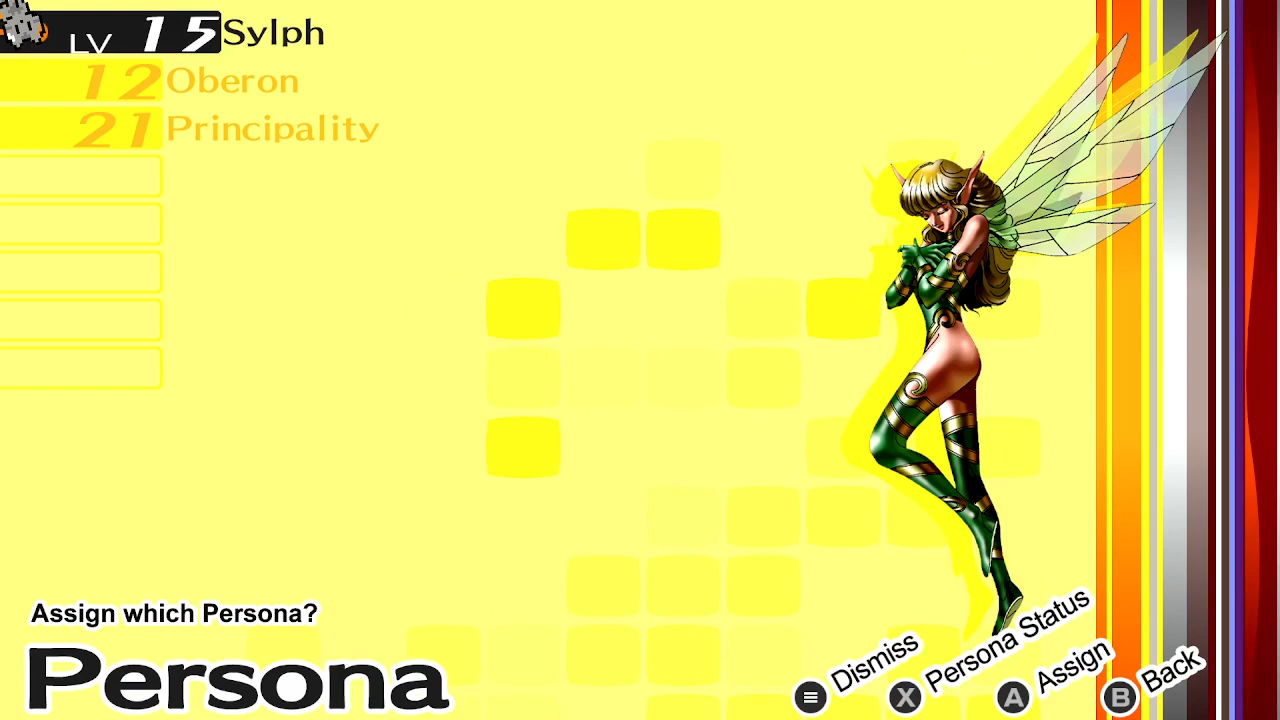 LV 15 Sylph
12 Oberon
21 Principality
Assign which Persona?
Persona
Dismiss
X Persona Status
A Assign
B Back